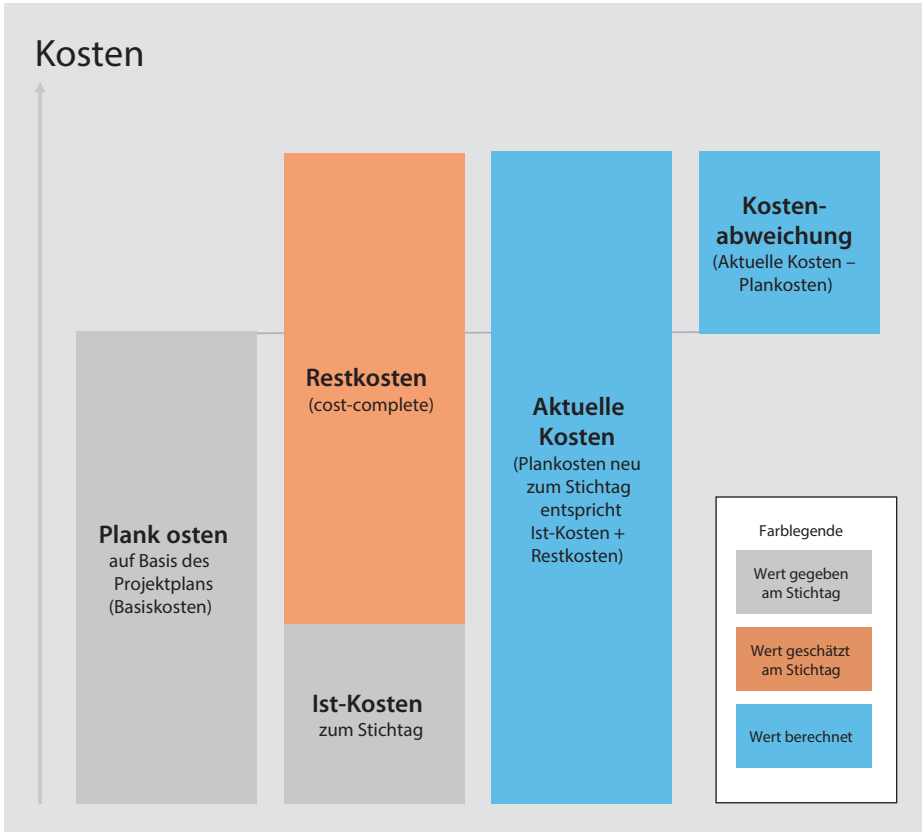 Kosten
Plank osten
auf Basis des
Projektplans
(Basiskosten)
Restkosten
(cost-complete)
Ist-Kosten
zum Stichtag
Aktuelle
Kosten
(Plankosten neu
zum Stichtag
entspricht
Ist-Kosten +
Restkosten)
Kosten-
abweichung
(Aktuelle Kosten –
Plankosten)
Farblegende
Wert gegeben
am Stichtag
Wert geschätzt
am Stichtag
Wert berechnet